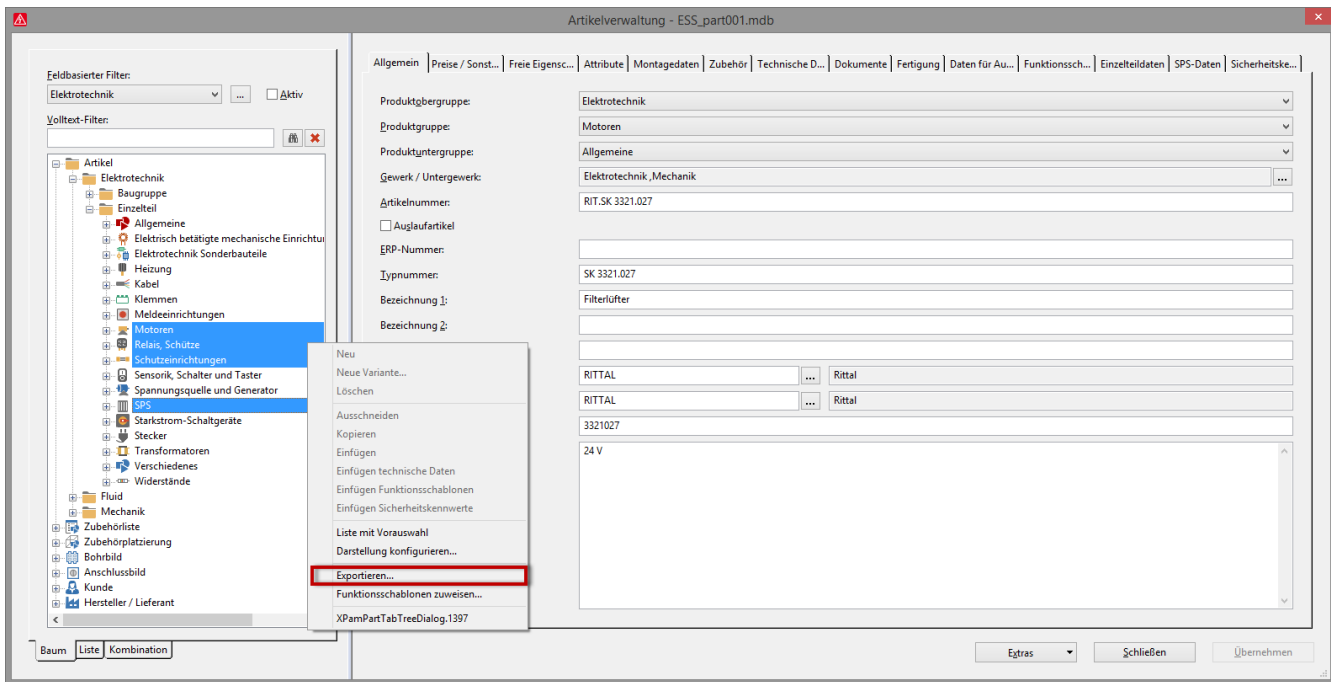 Artikelverwaltung - ESS_part001.mdb
Feldbasierter Filter:
Elektrotechnik
...
Aktiv
Volltext-Filter:
Artikel
Elektrotechnik
Baugruppe
Einzelteil
Allgemeine
Elektrisch betätigte mechanische Einrichtu
Elektrotechnik Sonderbauteile
Heizung
Kabel
Klemmen
Meldeeinrichtungen
Motoren
Relais, Schütze
Schutzeinrichtungen
Sensorik, Schalter und Taster
Spannungsquelle und Generator
SPS
Starkstrom-Schaltgeräte
Stecker
Transformatoren
Verschiedenes
Widerstände
Fluid
Mechanik
Zubehörliste
Zubehörplatzierung
Bohrbild
Anschlussbild
Kunde
Hersteller / Lieferant
Baum Liste Kombination
Neu
Neue Variante...
Löschen
Ausschneiden
Kopieren
Einfügen
Einfügen technische Daten
Einfügen Funktionsschablonen
Einfügen Sicherheitskennwerte
Liste mit Vorauswahl
Darstellung konfigurieren...
Exportieren...
Funktionsschablonen zuweisen...
XPamPartTabTreeDialog.1397
Allgemein Preise / Sonst... Freie Eigensc... Attribute Montagedaten Zubehör Technische D... Dokumente Fertigung Daten für Au... Funktionssch... Einzelteildaten SPS-Daten Sicherheitske...
Produktobergruppe: Elektrotechnik
Produktgruppe: Motoren
Produktuntergruppe: Allgemeine
Gewerk / Untergewerk: Elektrotechnik ,Mechanik ...
Artikelnummer: RIT.SK 3321.027
Auslaufartikel
ERP-Nummer:
Typnummer: SK 3321.027
Bezeichnung 1: Filterlüfter
Bezeichnung 2:
RITTAL ... Rittal
RITTAL ... Rittal
3321027
24 V
Extras Schließen Übernehmen